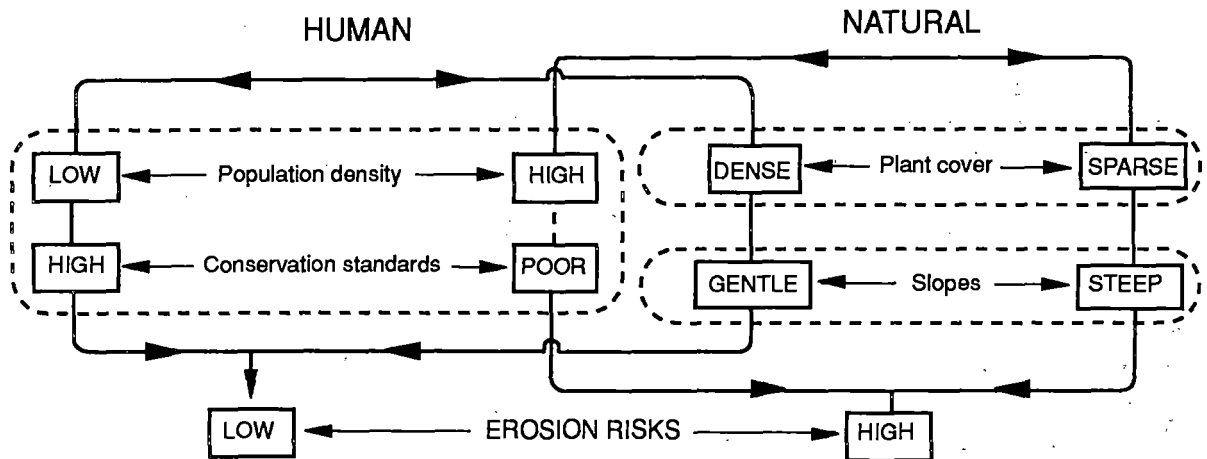 HUMAN NATURAL
LOW Population density HIGH DENSE Plant cover SPARSE
HIGH Conservation standards POOR GENTLE Slopes STEEP
LOW EROSION RISKS HIGH